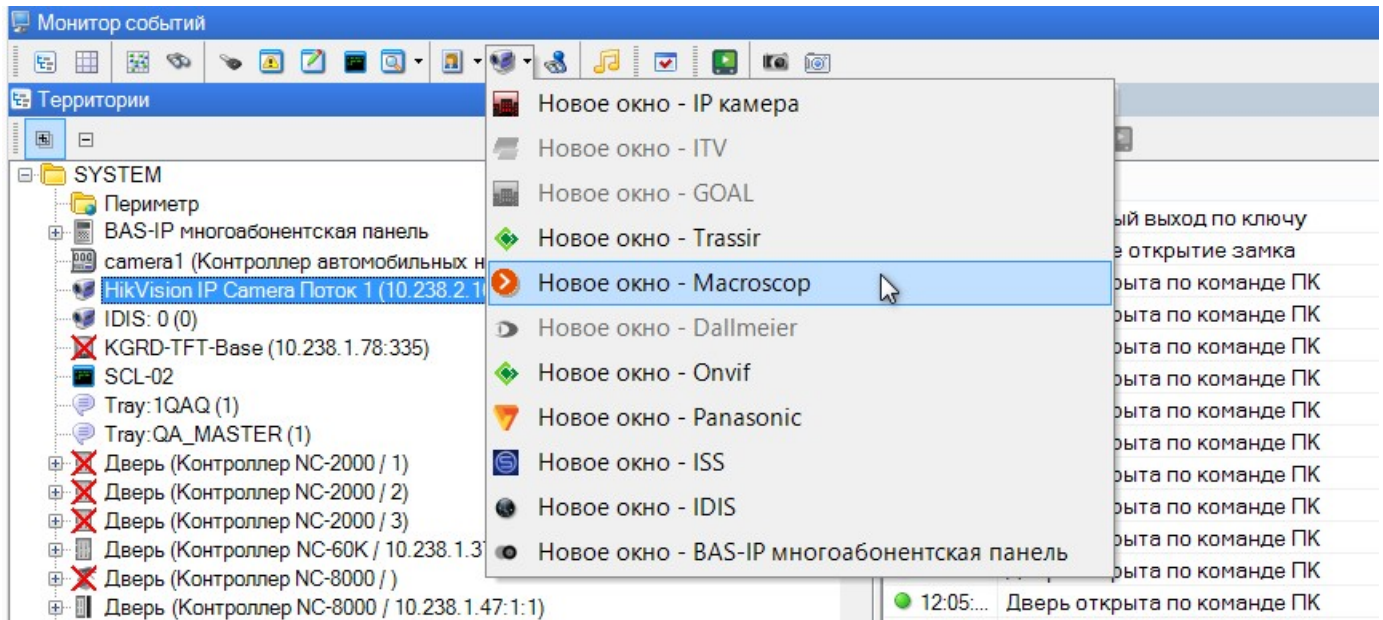 Монитор событий
Территории
SYSTEM
Периметр
BAS-IP многоабонентская панель
camera1 (Контроллер автомобильных н
HikVision IP Camera Поток 1 (10.238.2.10
IDIS: 0 (0)
KGRD-TFT-Base (10.238.1.78:335)
SCL-02
Tray:1QAQ (1)
Tray:QA_MASTER (1)
Дверь (Контроллер NC-2000 / 1)
Дверь (Контроллер NC-2000 / 2)
Дверь (Контроллер NC-2000 / 3)
Дверь (Контроллер NC-60K / 10.238.1.37
Дверь (Контроллер NC-8000 / )
Дверь (Контроллер NC-8000 / 10.238.1.47:1:1)
Новое окно - IP камера
Новое окно - ITV
Новое окно - GOAL
Новое окно - Trassir
Новое окно - Macroscop
Новое окно - Dallmeier
Новое окно - Onvif
Новое окно - Panasonic
Новое окно - ISS
Новое окно - IDIS
Новое окно - BAS-IP многоабонентская панель
ый выход по ключу
е открытие замка
рыта по команде ПК
рыта по команде ПК
рыта по команде ПК
рыта по команде ПК
рыта по команде ПК
рыта по команде ПК
рыта по команде ПК
рыта по команде ПК
рыта по команде ПК
рыта по команде ПК
12:05:... Дверь открыта по команде ПК